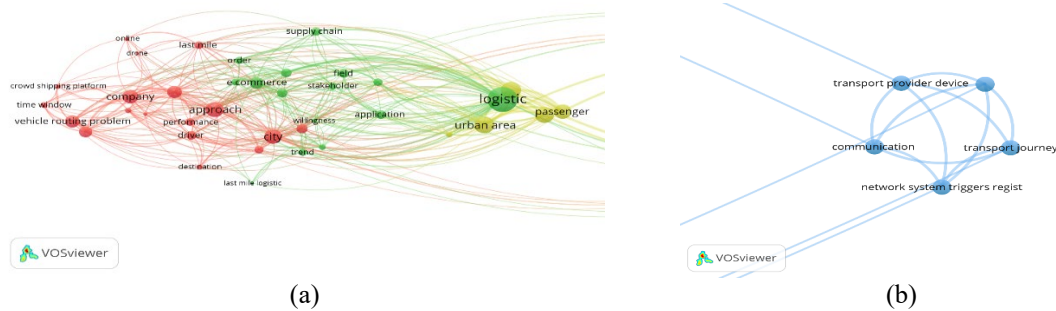 supply chain
online
last mile
drone
order
e-commerce
field
stakeholder
crowd shipping platform
company
time window
approach
application
logistic
passenger
vehicle routing problem
performance
willingness
urban area
driver
city
trend
destination
last mile logistic
VOSviewer
(a)
transport provider device
communication
transport journey
network system triggers regist
VOSviewer
(b)